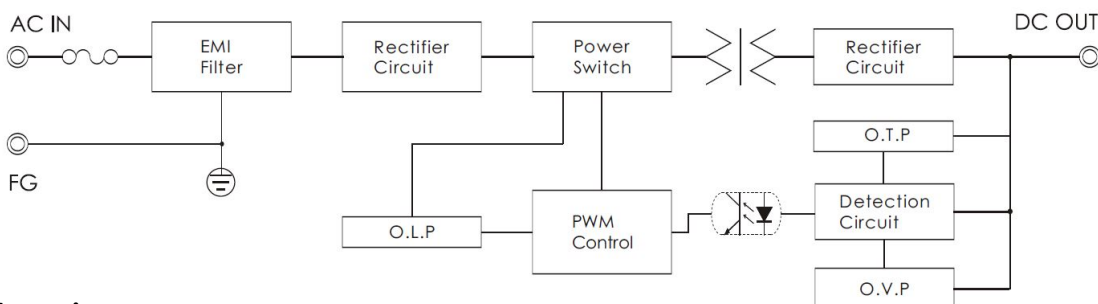 AC IN
DC OUT
EMI
Filter
Rectifier
Circuit
Power
Switch
Rectifier
Circuit
O.T.P
FG
O.L.P
PWM
Control
Detection
Circuit
O.V.P